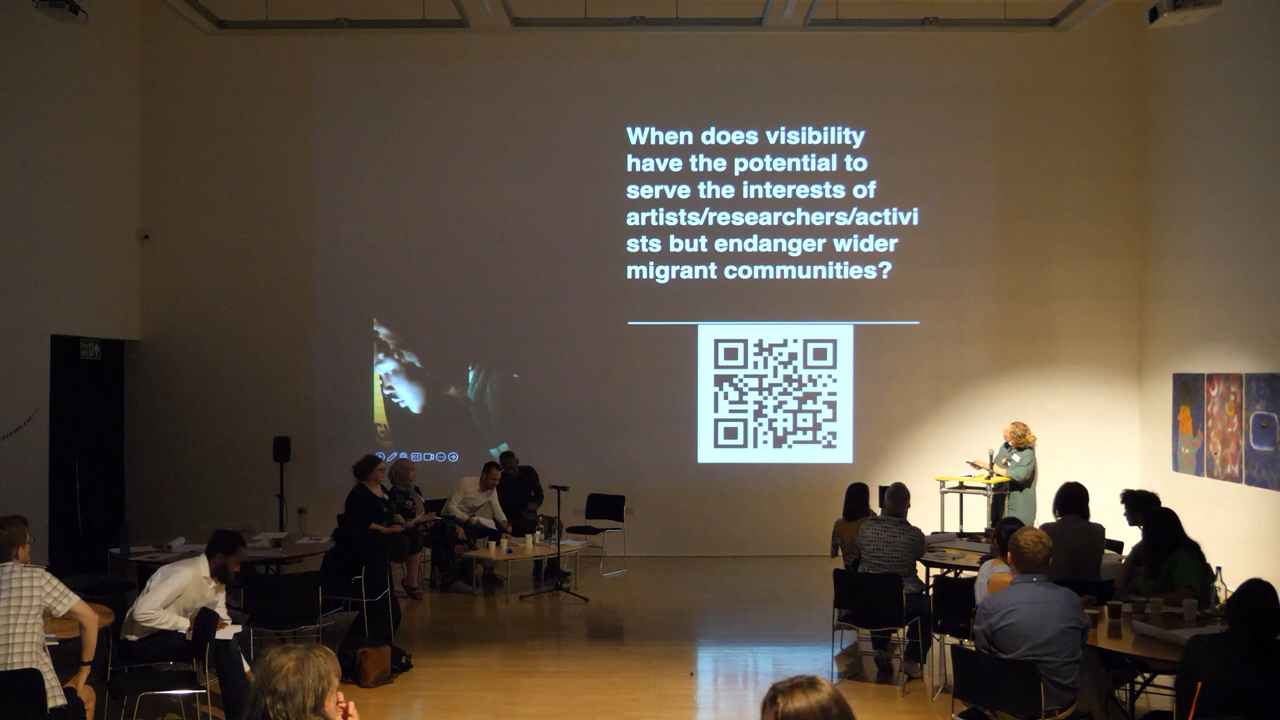 When does visibility
have the potential to
serve the interests of
artists/researchers/activi
sts but endanger wider
migrant communities?